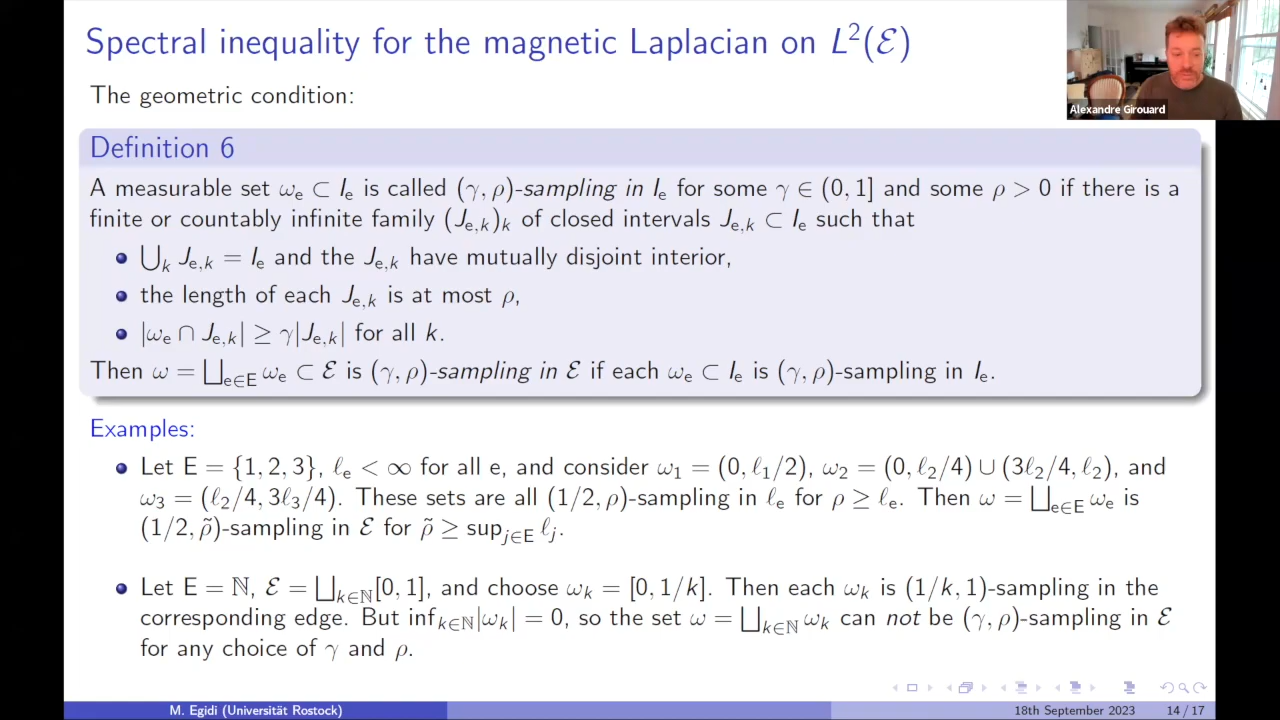 Spectral inequality for the magnetic Laplacian on L²(ℰ)
Alexandre Girouard
The geometric condition:
Definition 6
A measurable set ωₑ ⊂ Iₑ is called (γ, ρ)-sampling in Iₑ for some γ ∈ (0, 1] and some ρ > 0 if there is a
finite or countably infinite family (Jₑ,ₖ)ₖ of closed intervals Jₑ,ₖ ⊂ Iₑ such that
⋃ₖ Jₑ,ₖ = Iₑ and the Jₑ,ₖ have mutually disjoint interior,
the length of each Jₑ,ₖ is at most ρ,
|ωₑ ∩ Jₑ,ₖ| ≥ γ|Jₑ,ₖ| for all k.
Then ω = ⨆ₑ∈E ωₑ ⊂ ℰ is (γ, ρ)-sampling in ℰ if each ωₑ ⊂ Iₑ is (γ, ρ)-sampling in Iₑ.
Examples:
Let E = {1, 2, 3}, ℓₑ < ∞ for all e, and consider ω₁ = (0, ℓ₁/2), ω₂ = (0, ℓ₂/4) ∪ (3ℓ₂/4, ℓ₂), and
ω₃ = (ℓ₂/4, 3ℓ₃/4). These sets are all (1/2, ρ)-sampling in ℓₑ for ρ ≥ ℓₑ. Then ω = ⨆ₑ∈E ωₑ is
(1/2, ρ̃)-sampling in ℰ for ρ̃ ≥ supⱼ∈E ℓⱼ.
Let E = ℕ, ℰ = ⨆ₖ∈ℕ[0, 1], and choose ωₖ = [0, 1/k]. Then each ωₖ is (1/k, 1)-sampling in the
corresponding edge. But infₖ∈ℕ|ωₖ| = 0, so the set ω = ⨆ₖ∈ℕ ωₖ can not be (γ, ρ)-sampling in ℰ
for any choice of γ and ρ.
M. Egidi (Universität Rostock)
18th September 2023
14 / 17